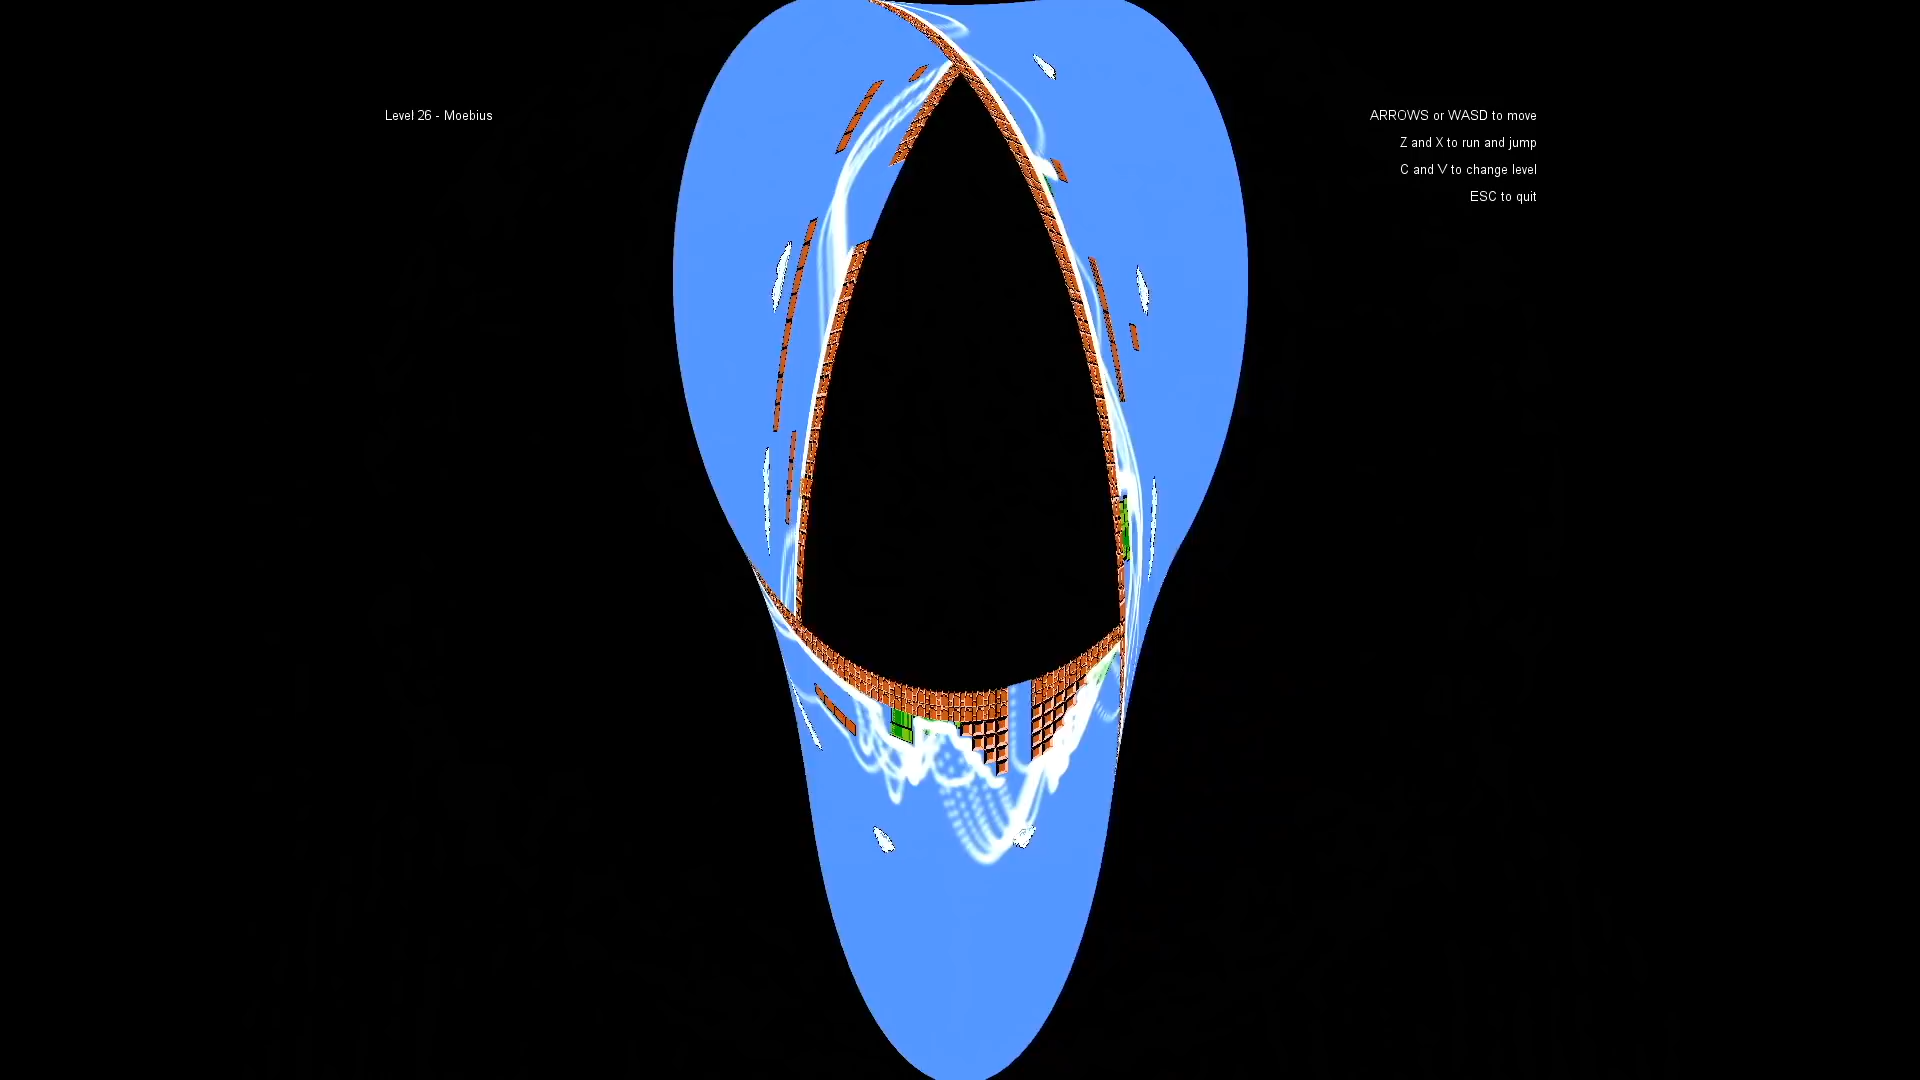 Level 26 - Moebius
ARROWS or WASD to move
Z and X to run and jump
C and V to change level
ESC to quit